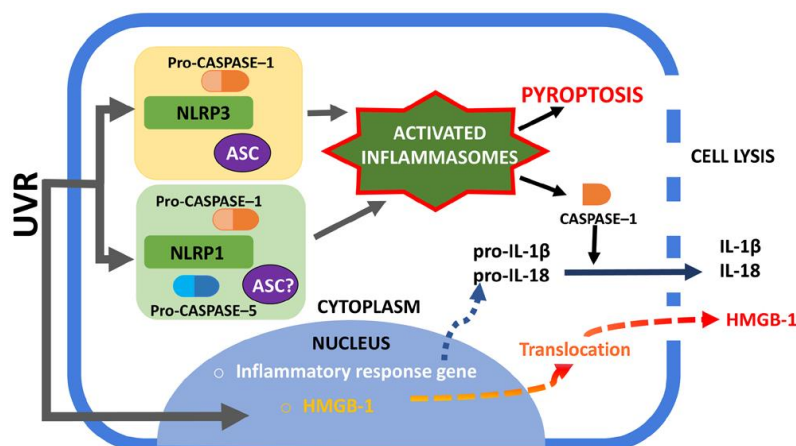 UVR
Pro-CASPASE–1
NLRP3
ASC
Pro-CASPASE–1
NLRP1
ASC?
Pro-CASPASE–5
ACTIVATED
INFLAMMASOMES
PYROPTOSIS
CASPASE–1
CELL LYSIS
pro-IL-1β
pro-IL-18
IL-1β
IL-18
CYTOPLASM
NUCLEUS
Inflammatory response gene
HMGB-1
Translocation
HMGB-1